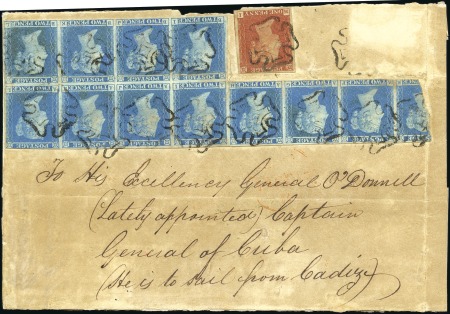 To His Excellency General O'Donnell
(Lately appointed) Captain
General of Cuba
(He is to sail from Cadiz)